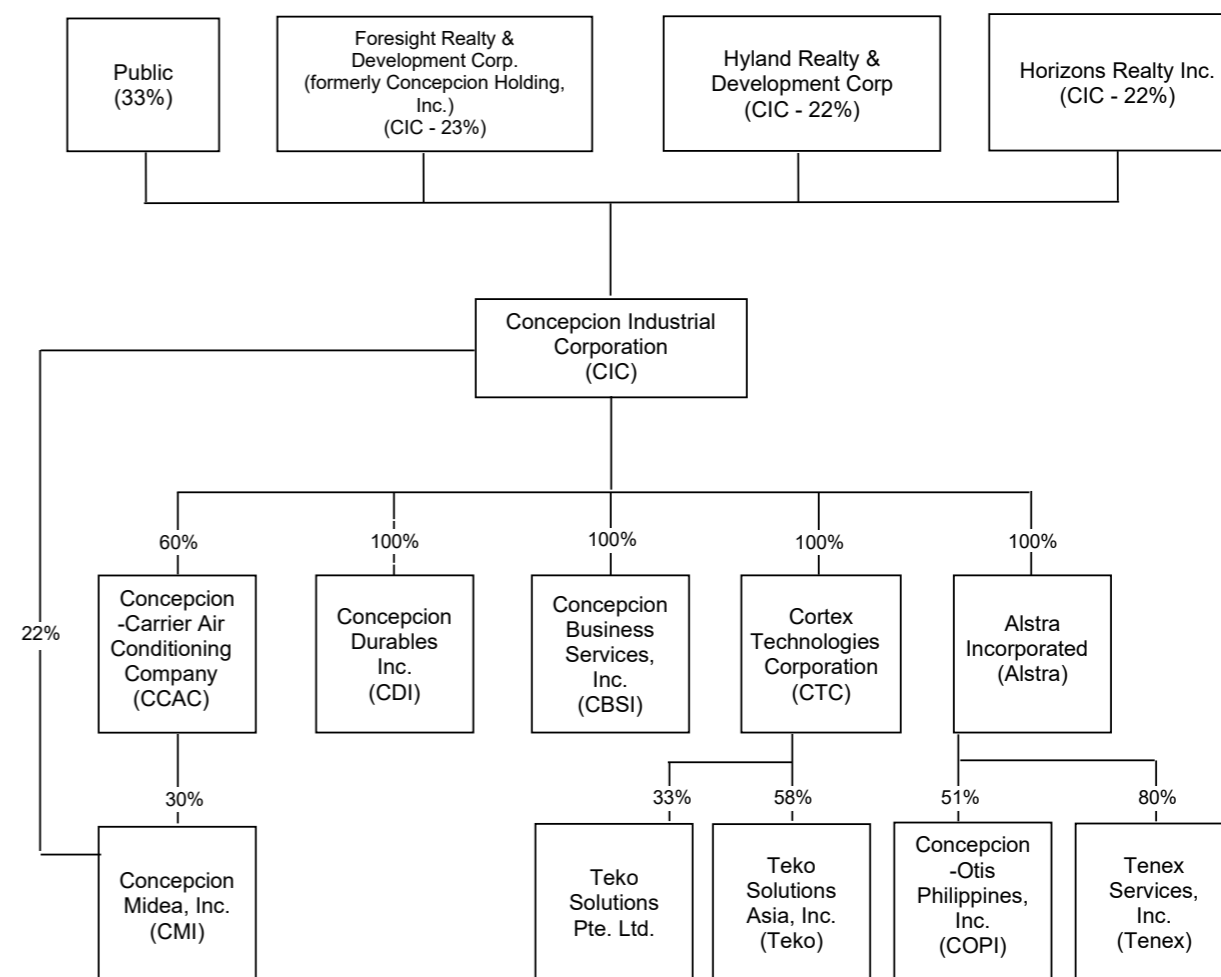 Public
(33%)
Foresight Realty &
Development Corp.
(formerly Concepcion Holding,
Inc.)
(CIC - 23%)
Hyland Realty &
Development Corp
(CIC - 22%)
Horizons Realty Inc.
(CIC - 22%)
Concepcion Industrial
Corporation
(CIC)
60%
100%
100%
100%
100%
22%
Concepcion
-Carrier Air
Conditioning
Company
(CCAC)
Concepcion
Durables
Inc.
(CDI)
Concepcion
Business
Services,
Inc.
(CBSI)
Cortex
Technologies
Corporation
(CTC)
Alstra
Incorporated
(Alstra)
30%
33%
58%
51%
80%
Concepcion
Midea, Inc.
(CMI)
Teko
Solutions
Pte. Ltd.
Teko
Solutions
Asia, Inc.
(Teko)
Concepcion
-Otis
Philippines,
Inc.
(COPI)
Tenex
Services,
Inc.
(Tenex)